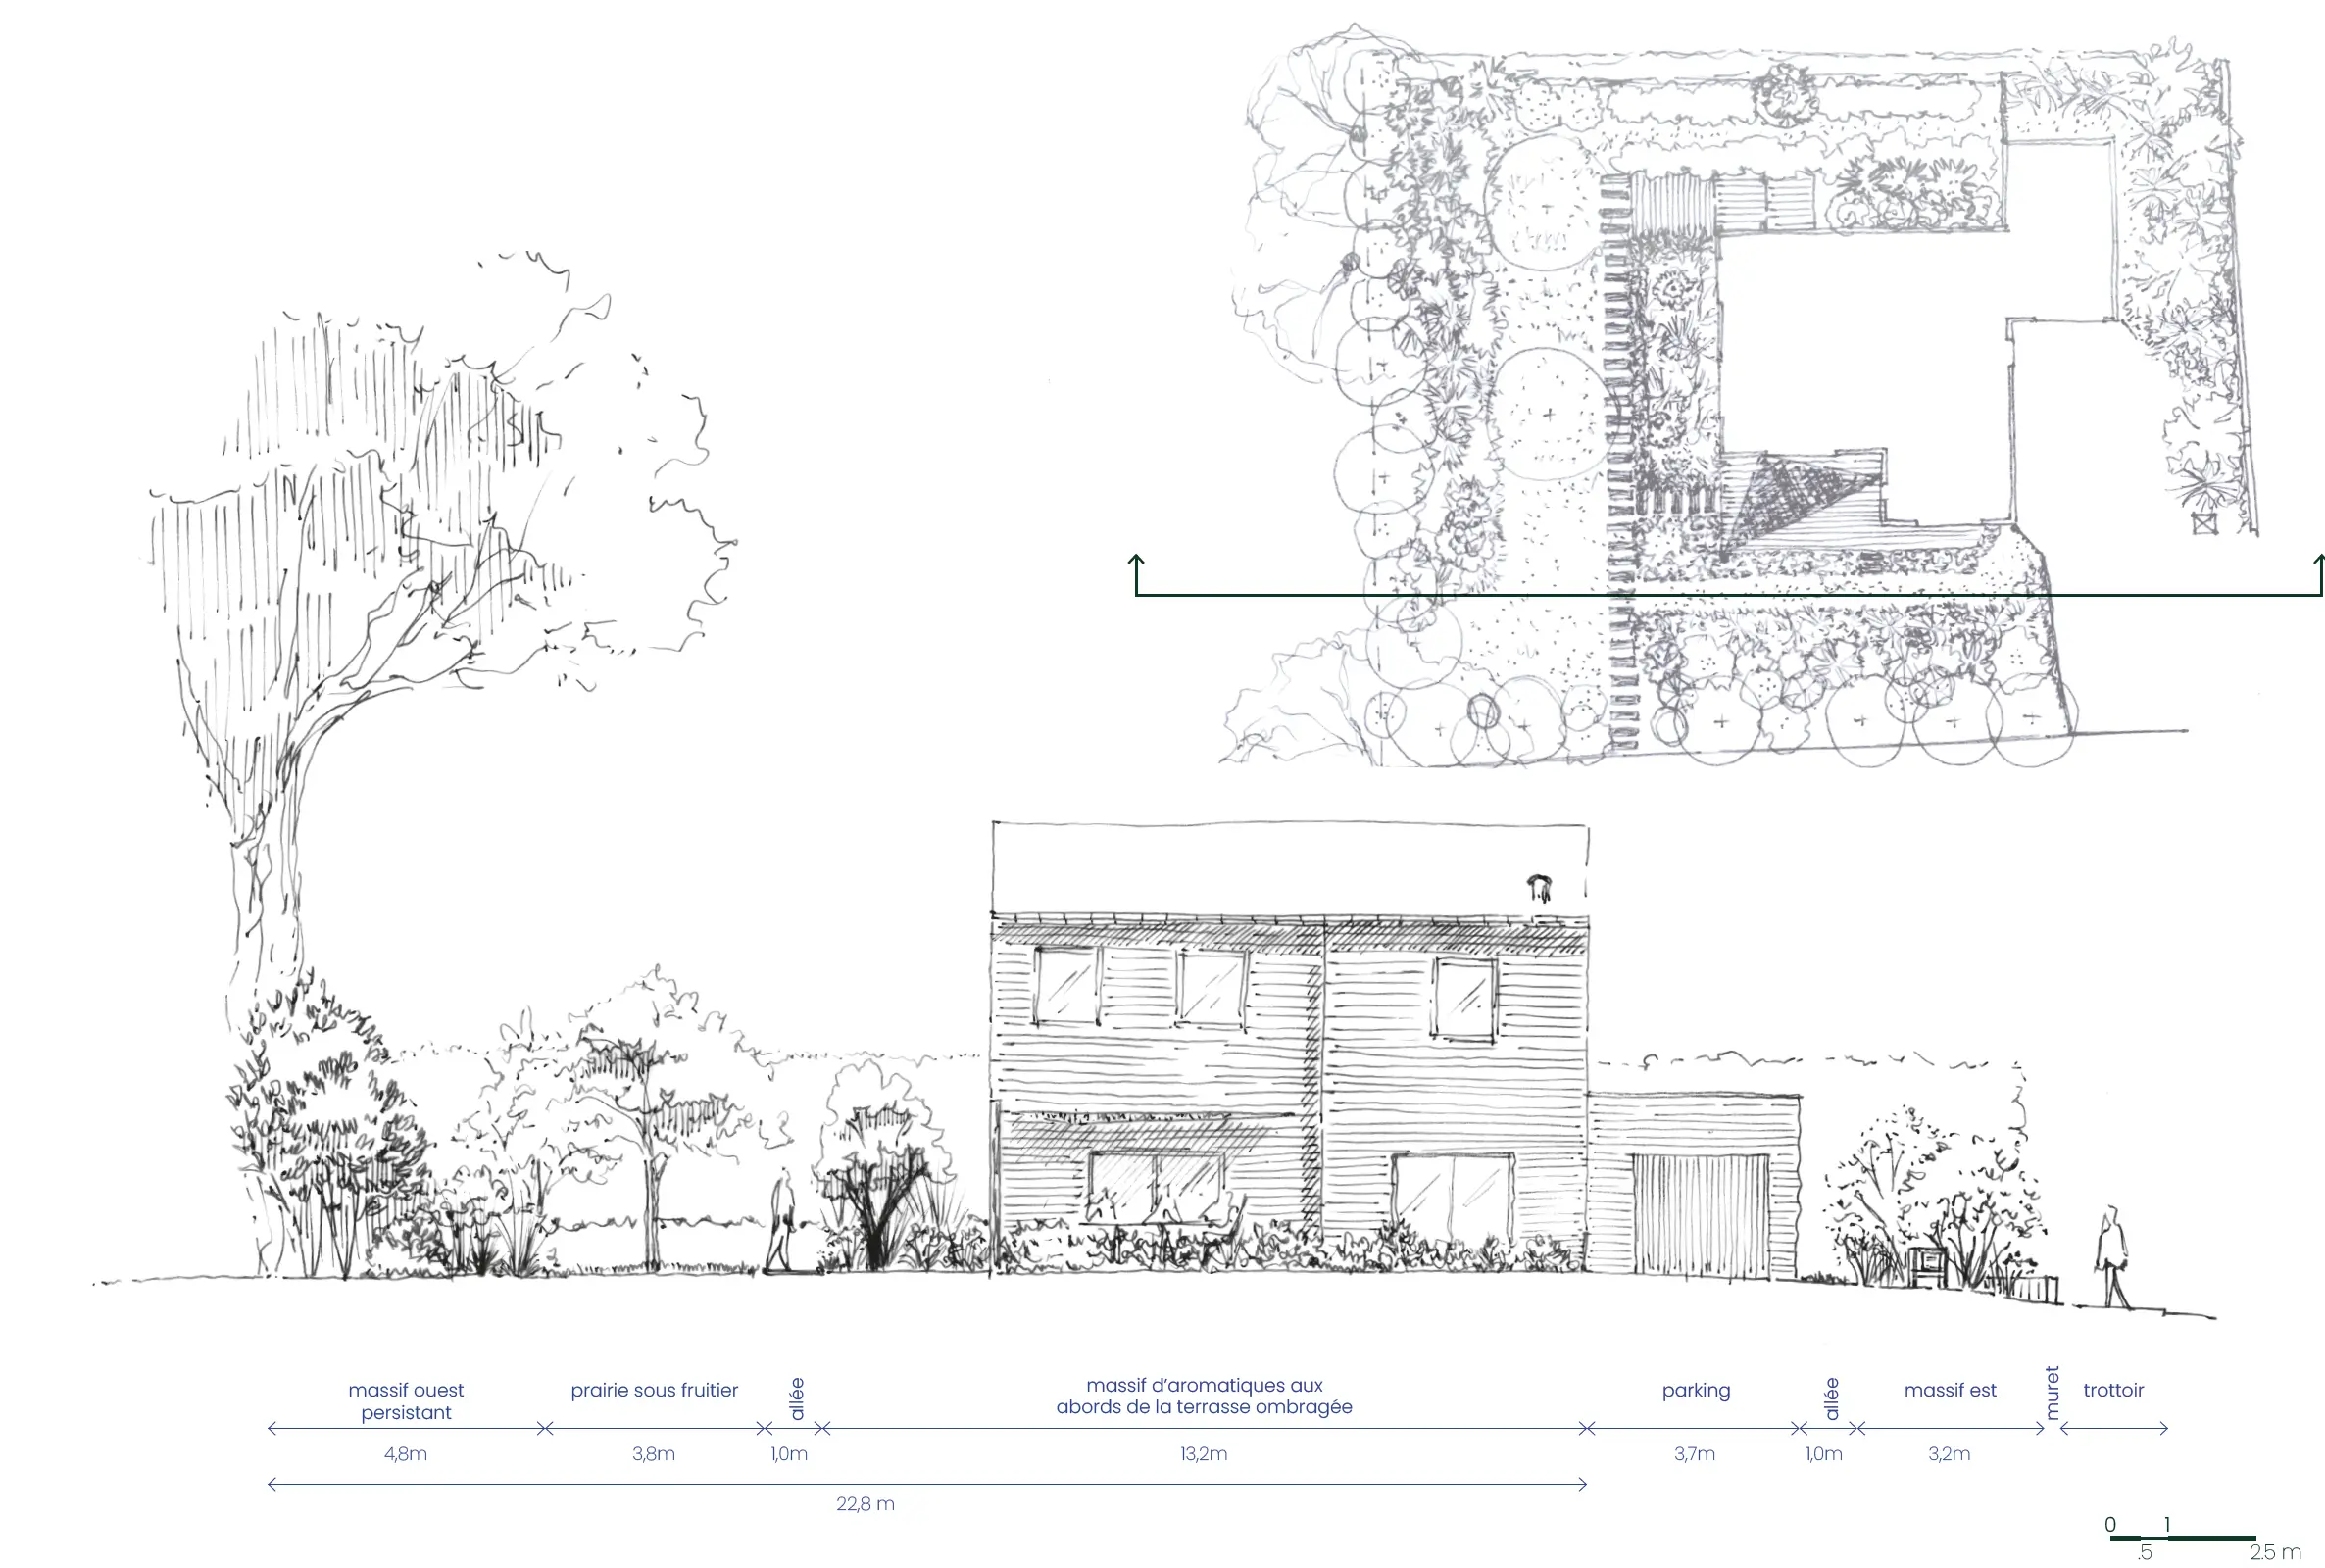 massif ouest
persistant
prairie sous fruitier
allée
massif d'aromatiques aux
abords de la terrasse ombragée
parking
allée
massif est
muret
trottoir
4,8m
3,8m
1,0m
13,2m
3,7m
1,0m
3,2m
22,8 m
0 1
.5 2.5 m